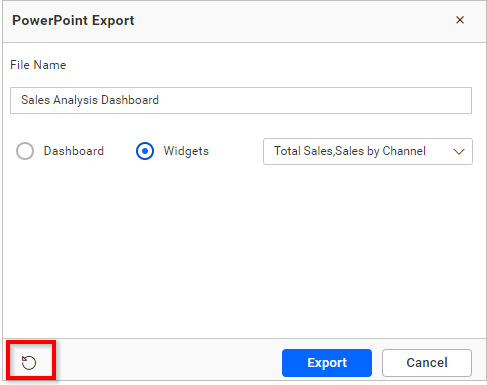 PowerPoint Export
File Name
Sales Analysis Dashboard
Dashboard Widgets Total Sales,Sales by Channel
Export Cancel